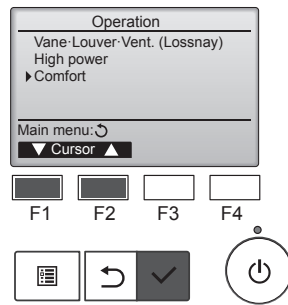 Operation
Vane·Louver·Vent. (Lossnay)
High power
Comfort
Main menu:
Cursor
F1 F2 F3 F4